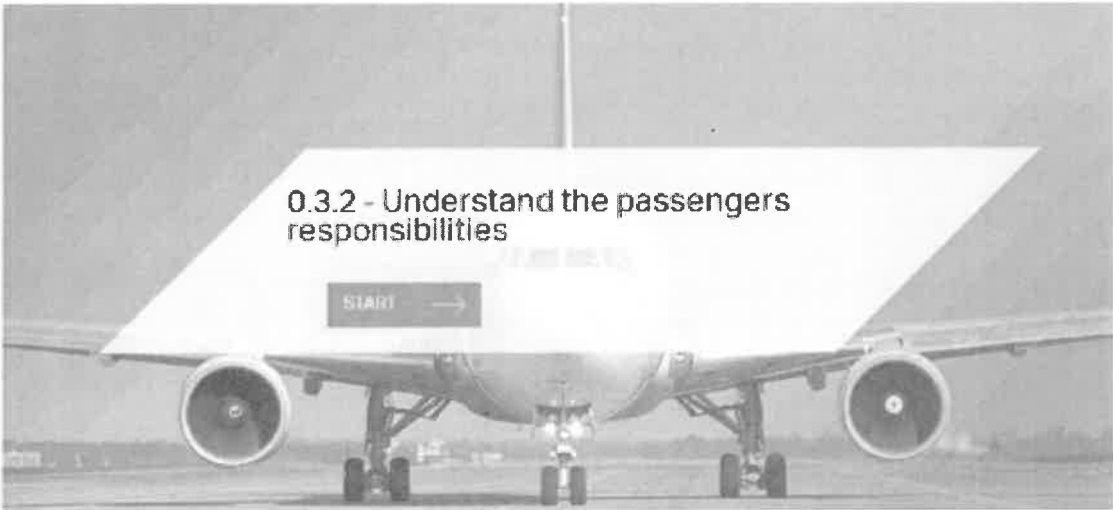 0.3.2 - Understand the passengers
responsibilities
START